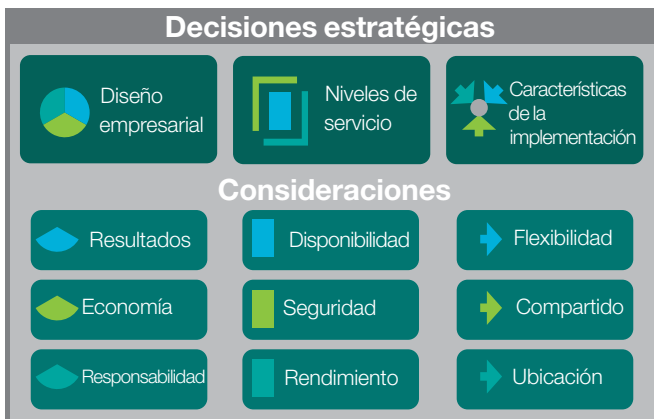 Decisiones estratégicas
Diseño
empresarial
Niveles de
servicio
Características
de la
implementación
Consideraciones
Resultados
Disponibilidad
Flexibilidad
Economía
Seguridad
Compartido
Responsabilidad
Rendimiento
Ubicación